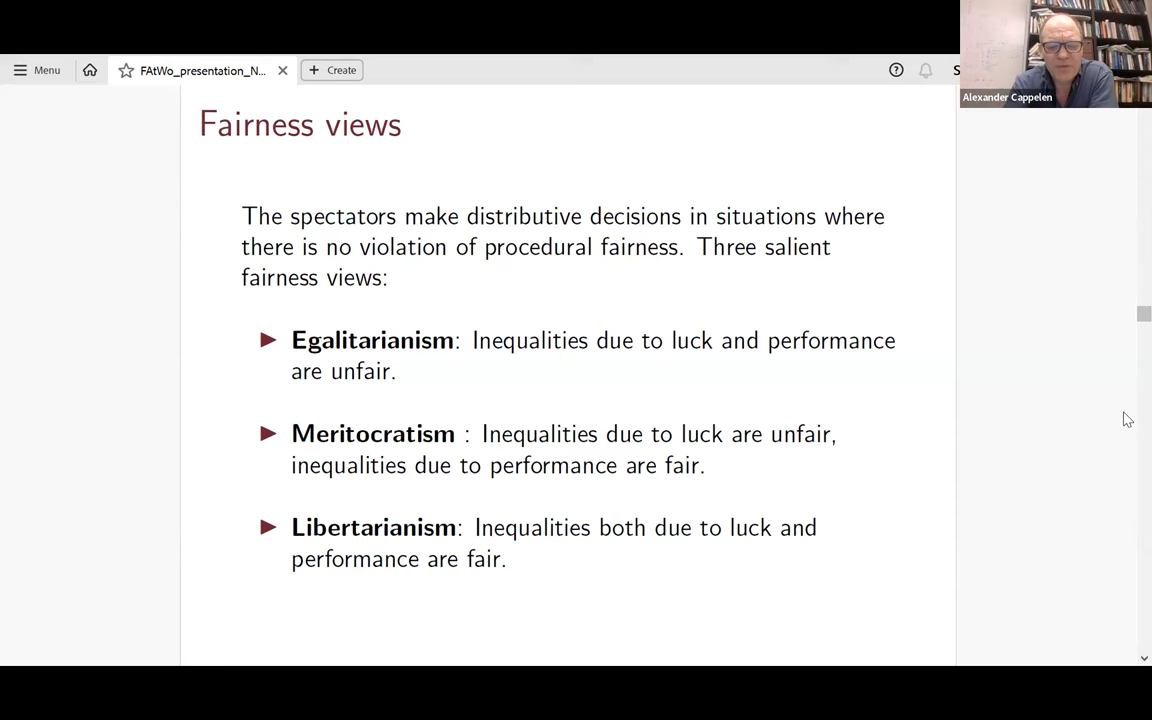 Menu
FAtWo_presentation_N...
Create
S
Alexander Cappelen
Fairness views
The spectators make distributive decisions in situations where
there is no violation of procedural fairness. Three salient
fairness views:
Egalitarianism: Inequalities due to luck and performance
are unfair.
Meritocratism : Inequalities due to luck are unfair,
inequalities due to performance are fair.
Libertarianism: Inequalities both due to luck and
performance are fair.